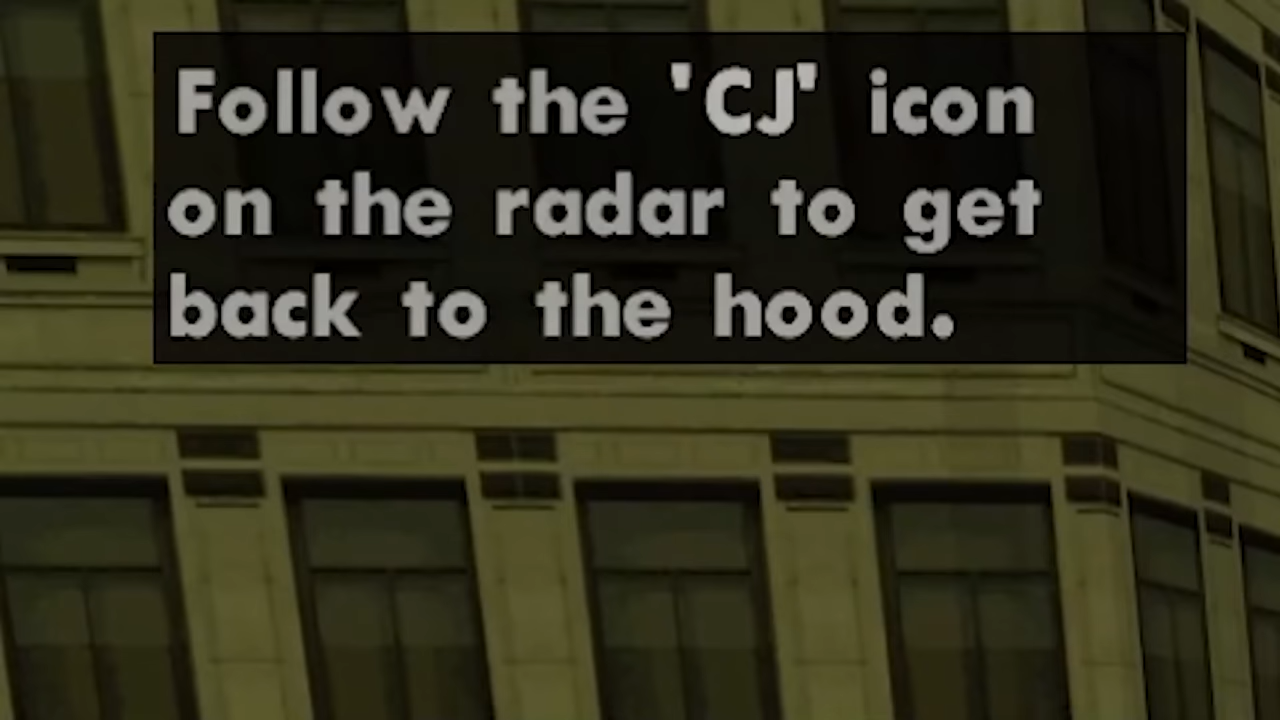 Follow the 'CJ' icon
on the radar to get
back to the hood.